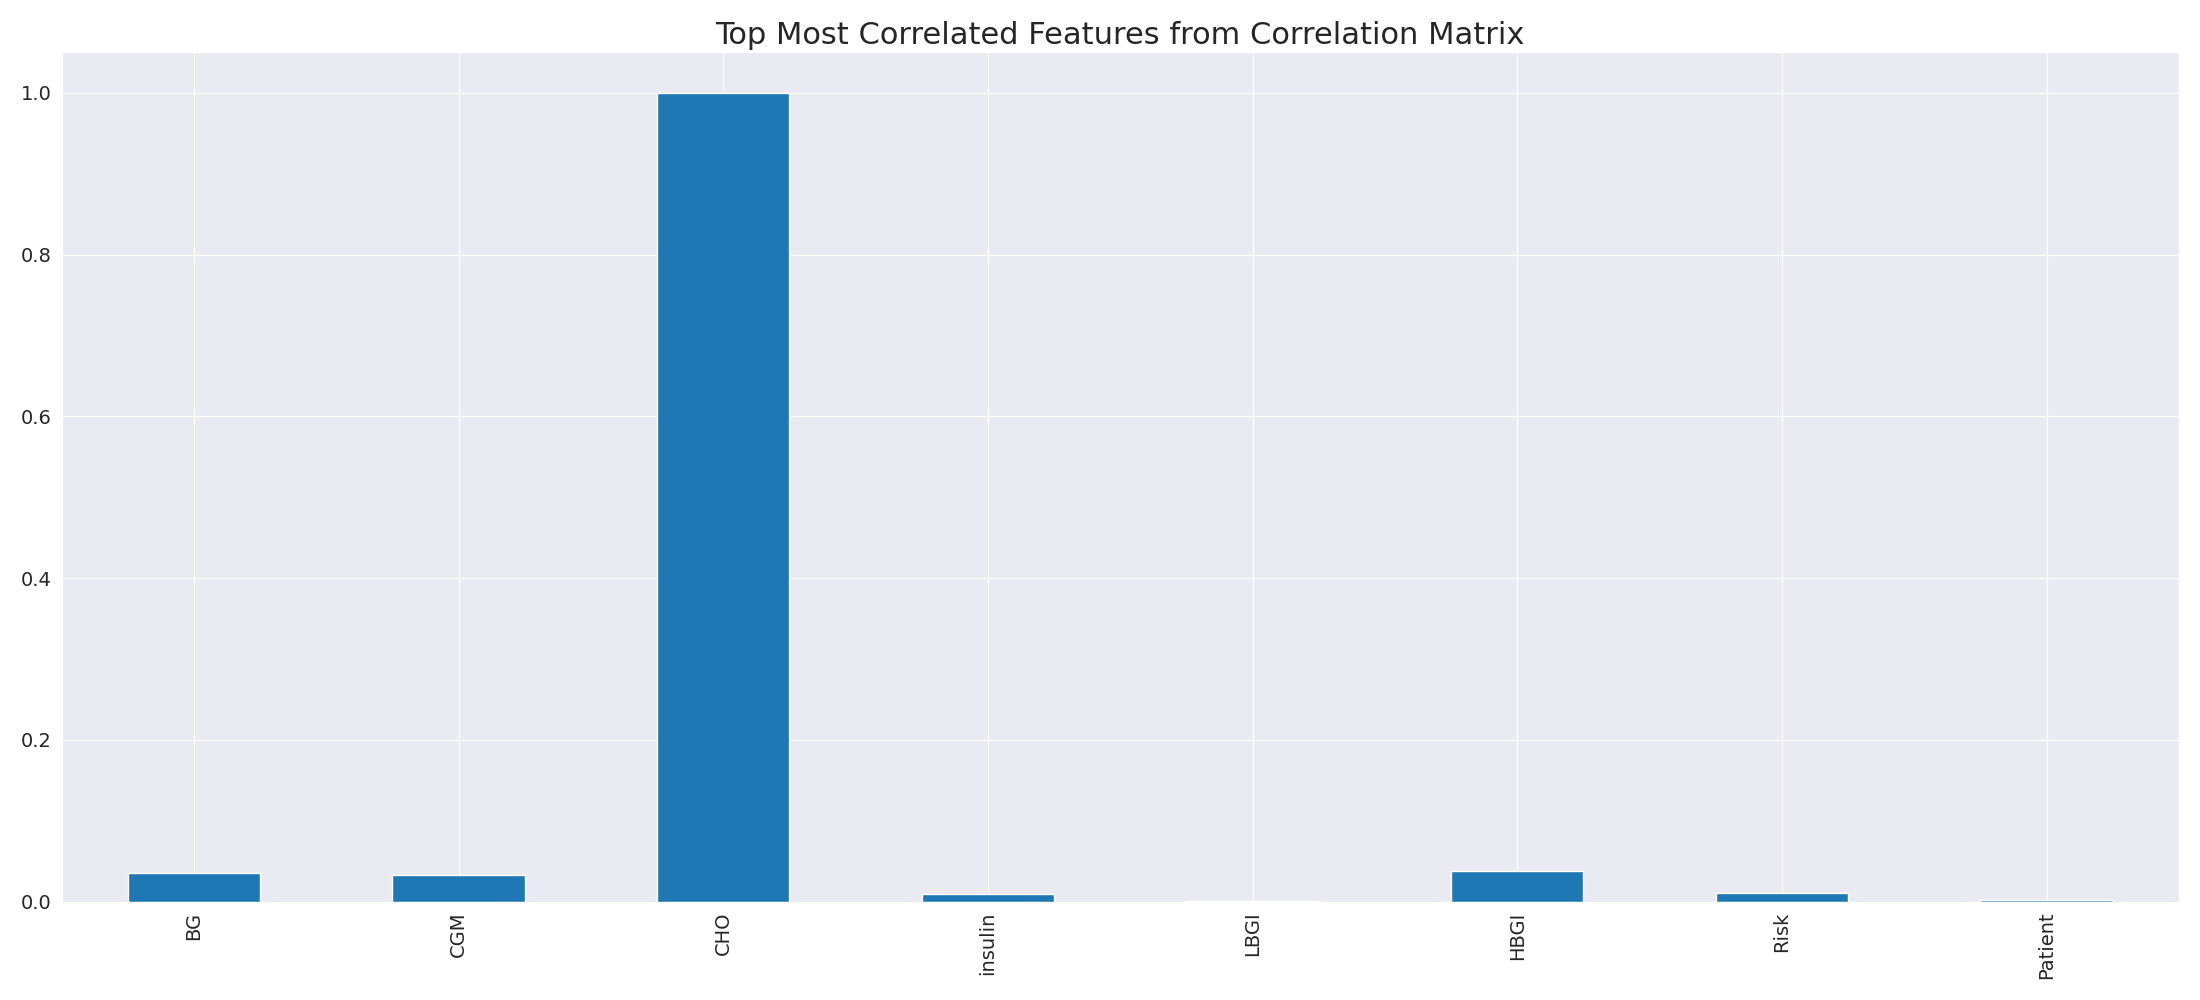 Top Most Correlated Features from Correlation Matrix
1.0
0.8
0.6
0.4
0.2
0.0
BG
CGM
CHO
insulin
LBGI
HBGI
Risk
Patient